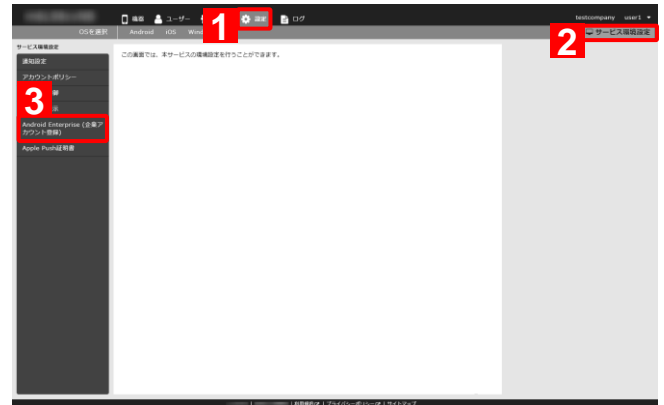 端末 ユーザー 設定 ログ testcompany user1
1
OSを選択 Android iOS Wind サービス環境設定
2
サービス環境設定
この画面では、本サービスの環境設定を行うことができます。
通知設定
アカウントポリシー
3
Android Enterprise (企業ア
カウント登録)
Apple Push証明書
利用規約 | プライバシーポリシー | サイトマップ